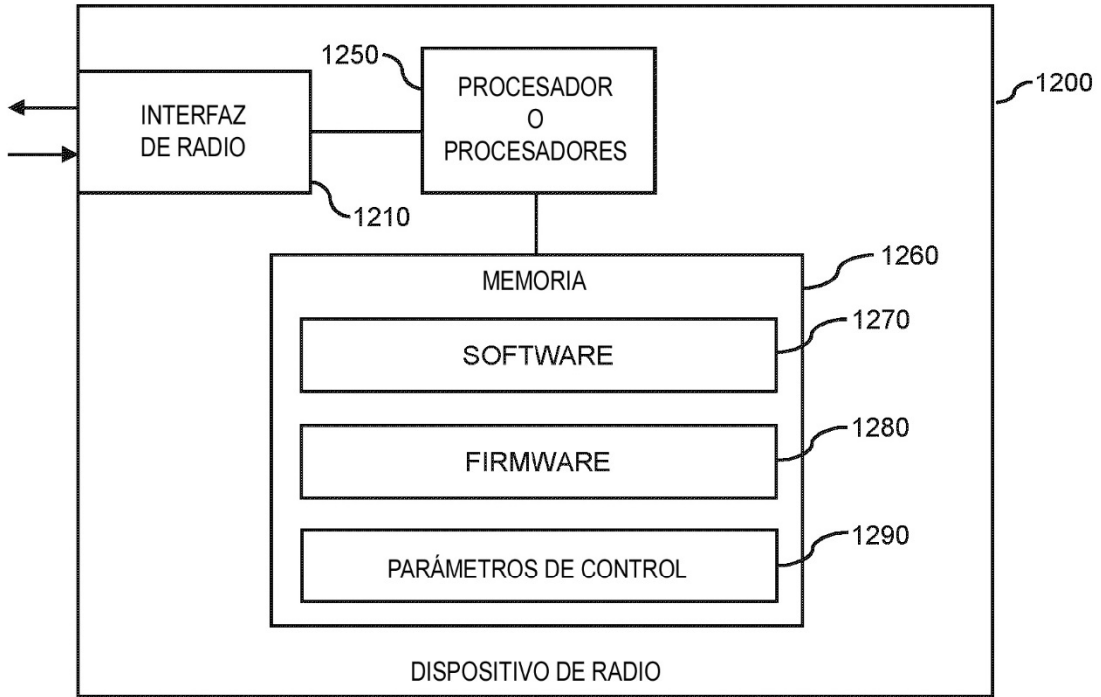 1250
PROCESADOR
O
PROCESADORES
1200
INTERFAZ
DE RADIO
1210
MEMORIA
1260
SOFTWARE
1270
FIRMWARE
1280
PARÁMETROS DE CONTROL
1290
DISPOSITIVO DE RADIO